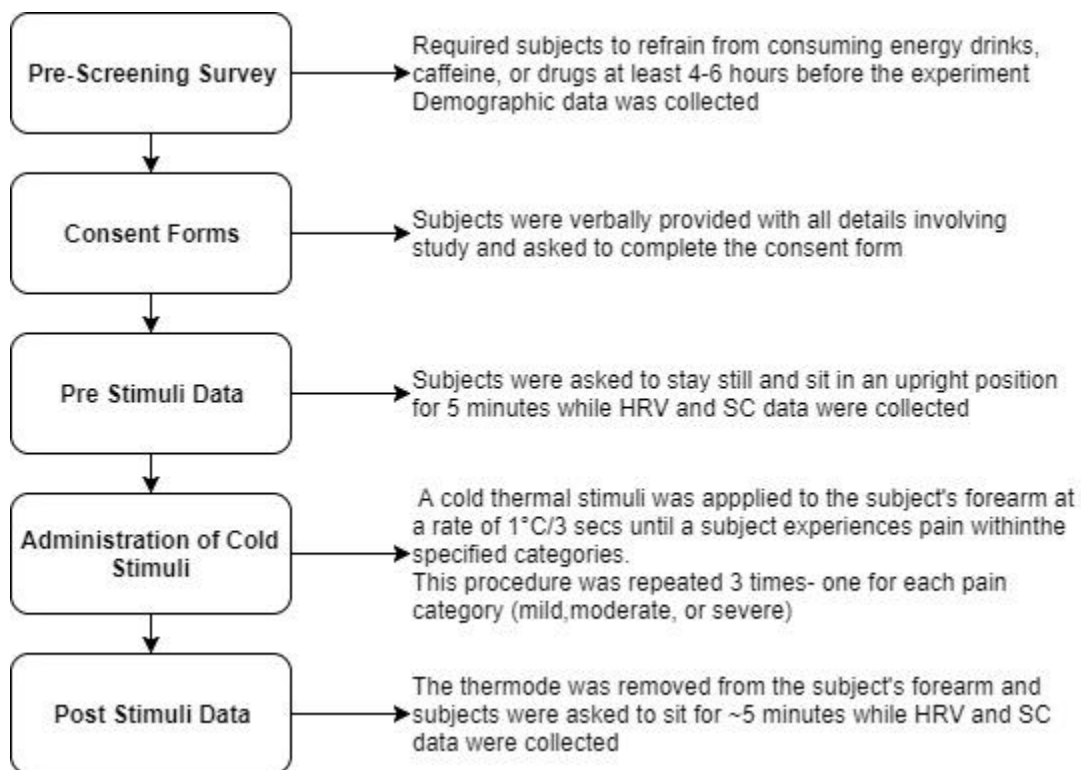 Pre-Screening Survey
Required subjects to refrain from consuming energy drinks,
caffeine, or drugs at least 4-6 hours before the experiment
Demographic data was collected
Consent Forms
Subjects were verbally provided with all details involving
study and asked to complete the consent form
Pre Stimuli Data
Subjects were asked to stay still and sit in an upright position
for 5 minutes while HRV and SC data were collected
Administration of Cold
Stimuli
A cold thermal stimuli was appplied to the subject's forearm at
a rate of 1°C/3 secs until a subject experiences pain withinthe
specified categories.
This procedure was repeated 3 times- one for each pain
category (mild,moderate, or severe)
Post Stimuli Data
The thermode was removed from the subject's forearm and
subjects were asked to sit for ~5 minutes while HRV and SC
data were collected